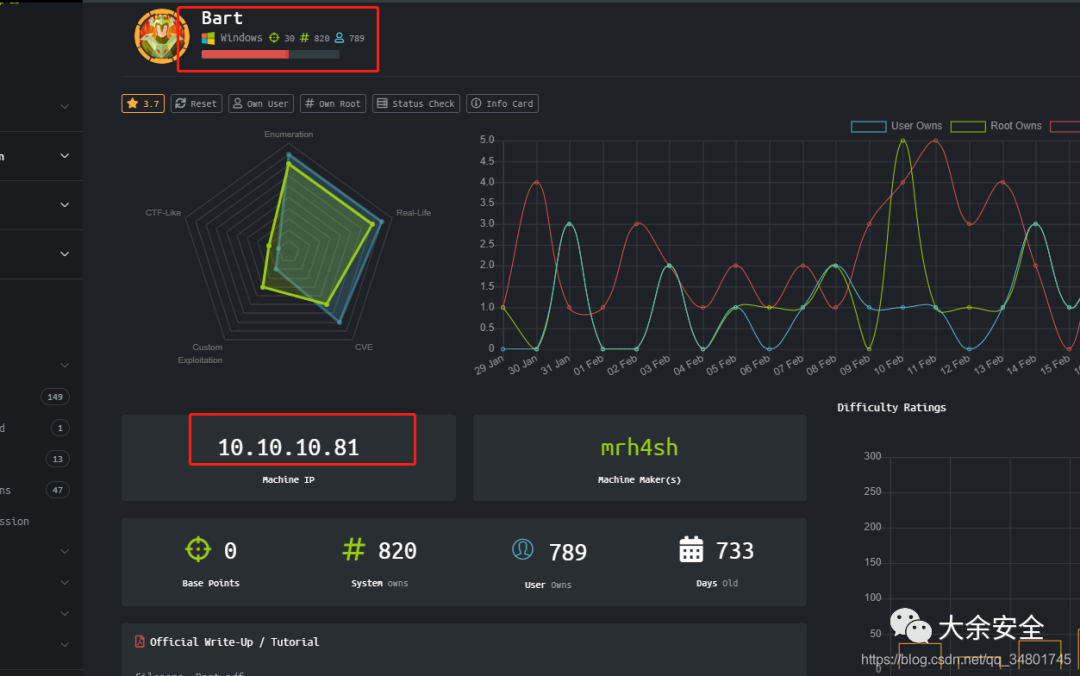 Bart
Windows 30 # 820 789
3.7 Reset Own User # Own Root Status Check Info Card
Enumeration
CTF-Like
Real-Life
Custom
Exploitation
CVE
User Owns Root Owns
5.0
4.5
4.0
3.5
3.0
2.5
2.0
1.5
1.0
0.5
0
29 Jan 30 Jan 31 Jan 01 Feb 02 Feb 03 Feb 04 Feb 05 Feb 06 Feb 07 Feb 08 Feb 09 Feb 10 Feb 11 Feb 12 Feb 13 Feb 14 Feb 15 Feb
149
1
13
47
ssion
10.10.10.81
Machine IP
mrh4sh
Machine Maker(s)
0
Base Points
# 820
System owns
789
User Owns
733
Days Old
Official Write-Up / Tutorial
Difficulty Ratings
300
250
200
150
100
50
0
大余安全
https://blog.csdn.net/qq_34801745